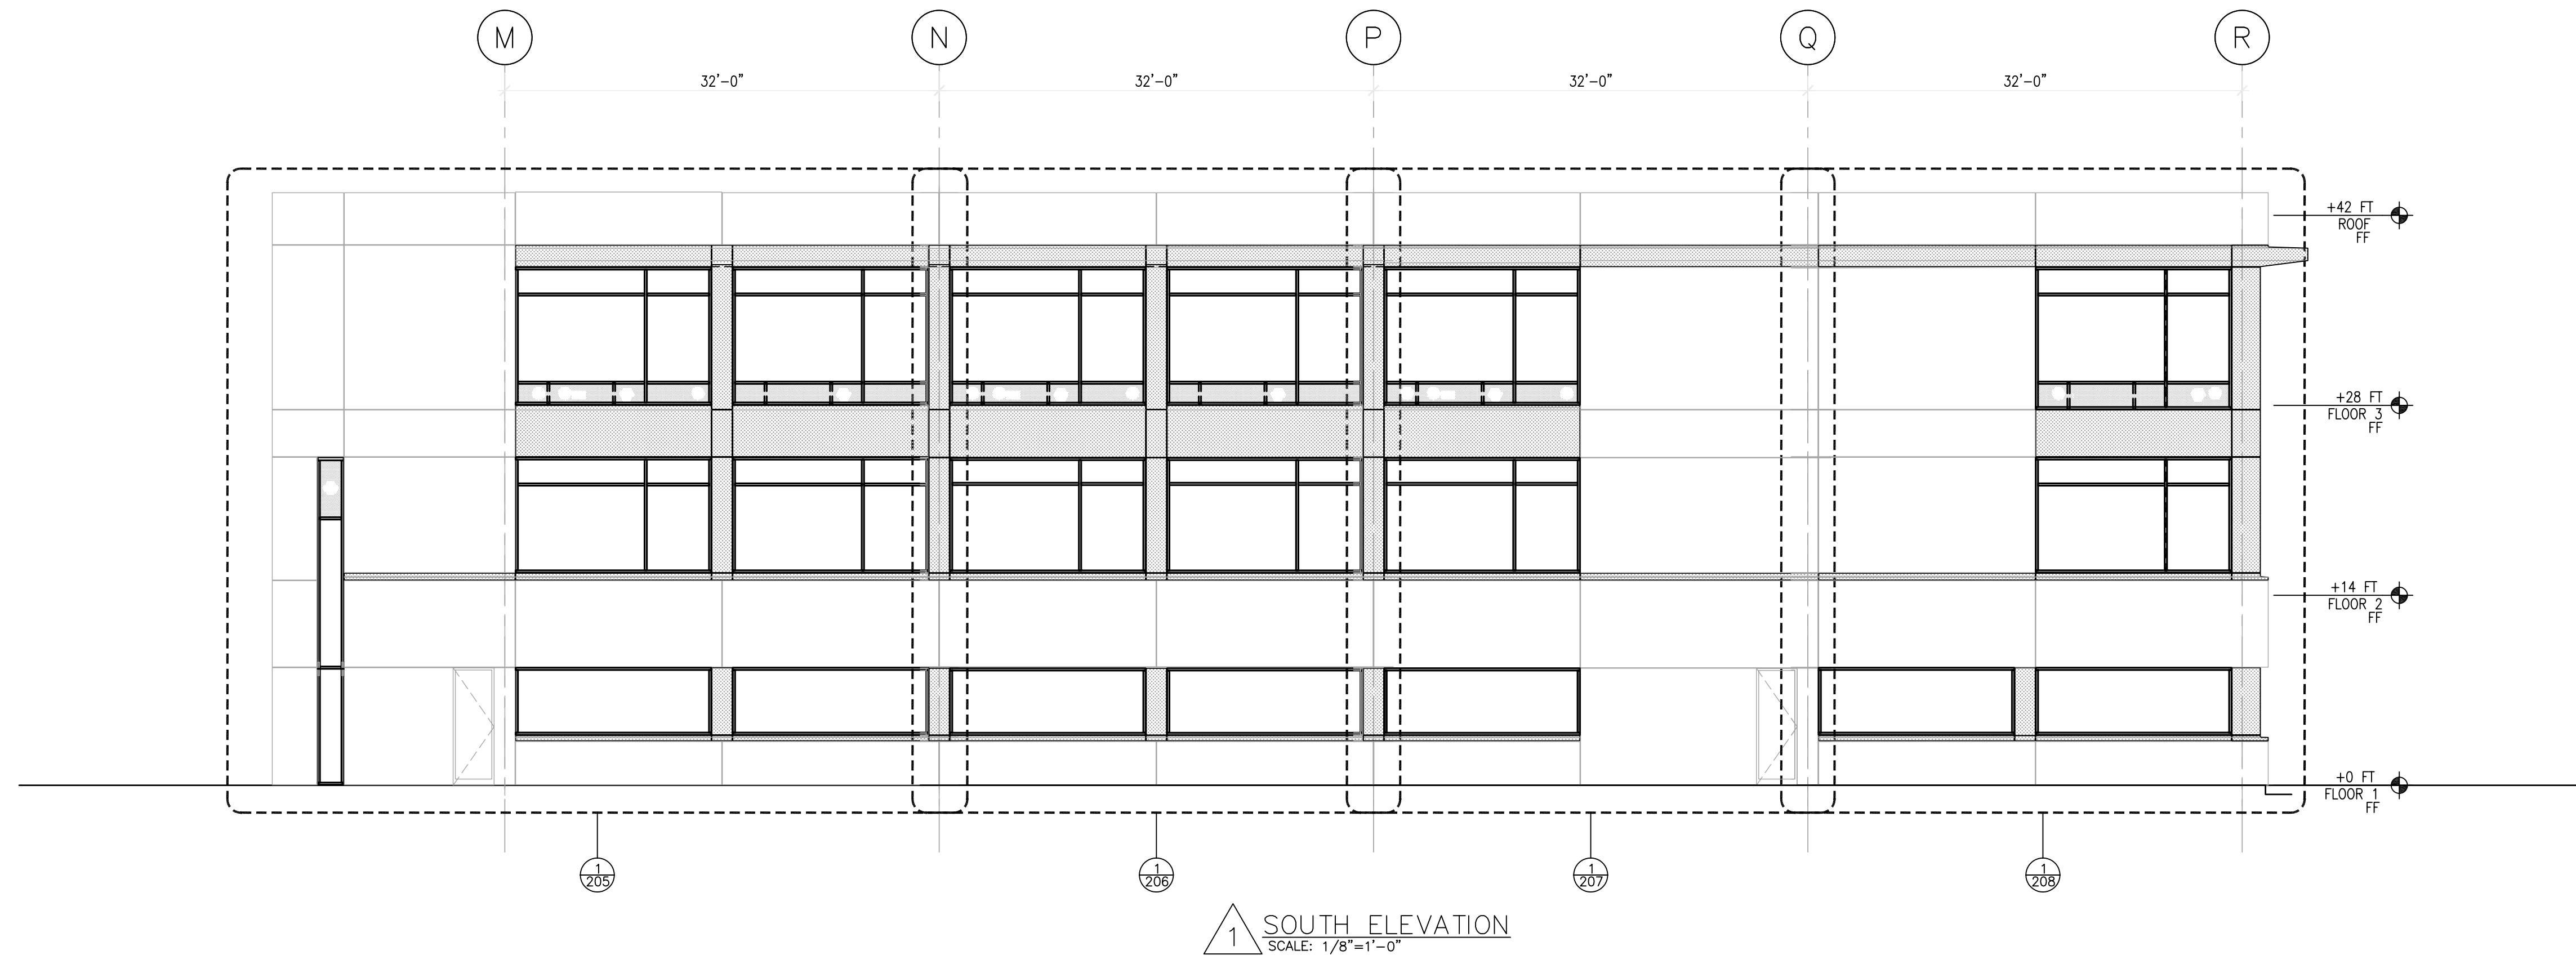 M
N
P
Q
R
32'-0"
32'-0"
32'-0"
32'-0"
+42 FT
ROOF
FF
+28 FT
FLOOR 3
FF
+14 FT
FLOOR 2
FF
+0 FT
FLOOR 1
FF
1
205
1
206
1
207
1
208
1
SOUTH ELEVATION
SCALE: 1/8"=1'-0"